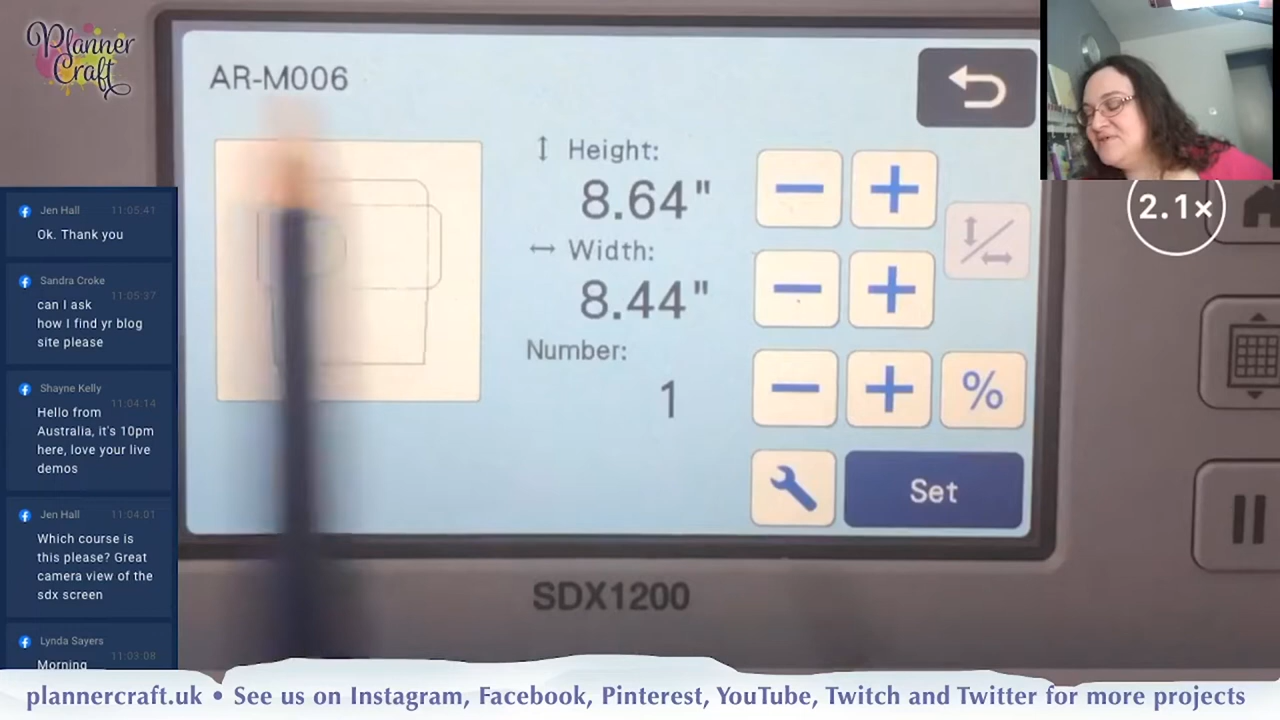 Planner
Craft
AR-M006
Height:
8.64"
Width:
8.44"
Number:
1
%
Set
2.1×
SDX1200
Jen Hall 11:05:41
Ok. Thank you
Sandra Croke 11:05:37
can I ask
how I find yr blog
site please
Shayne Kelly 11:04:14
Hello from
Australia, it's 10pm
here, love your live
demos
Jen Hall 11:04:01
Which course is
this please? Great
camera view of the
sdx screen
Lynda Sayers 11:03:08
Morning
plannercraft.uk • See us on Instagram, Facebook, Pinterest, YouTube, Twitch and Twitter for more projects